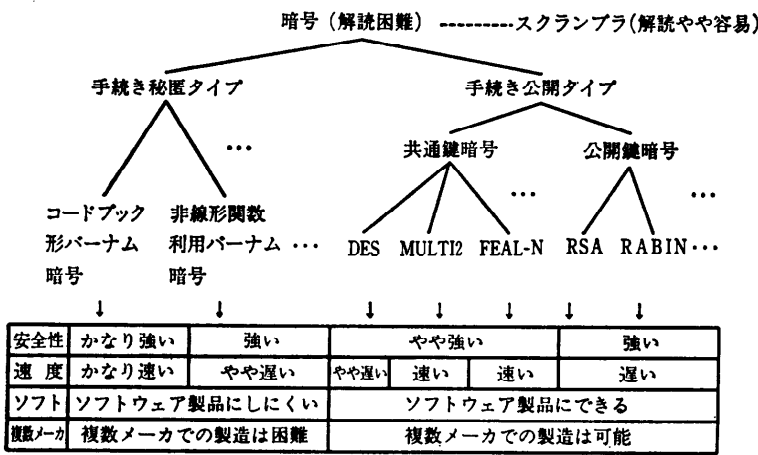 暗号（解読困難）---------スクランブラ(解読やや容易)
手続き秘匿タイプ 手続き公開タイプ
… 共通鍵暗号 公開鍵暗号
… …
コードブック 非線形関数
形バーナム 利用バーナム … DES MULTI2 FEAL-N RSA RABIN…
暗号 暗号
↓ ↓ ↓ ↓ ↓ ↓ ↓
安全性 かなり強い 強い やや強い 強い
速度 かなり速い やや遅い やや遅い 速い 速い 遅い
ソフト ソフトウェア製品にしにくい ソフトウェア製品にできる
複数メーカ 複数メーカでの製造は困難 複数メーカでの製造は可能